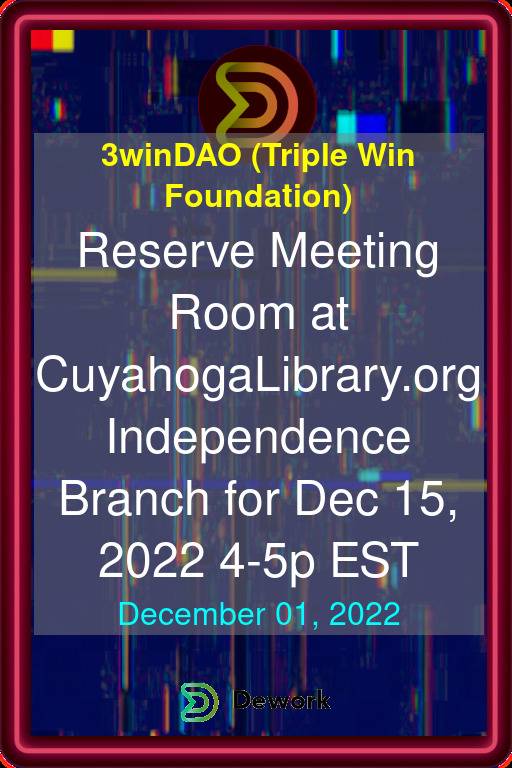 3winDAO (Triple Win
Foundation)
Reserve Meeting
Room at
CuyahogaLibrary.org
Independence
Branch for Dec 15,
2022 4-5p EST
December 01, 2022
Dework